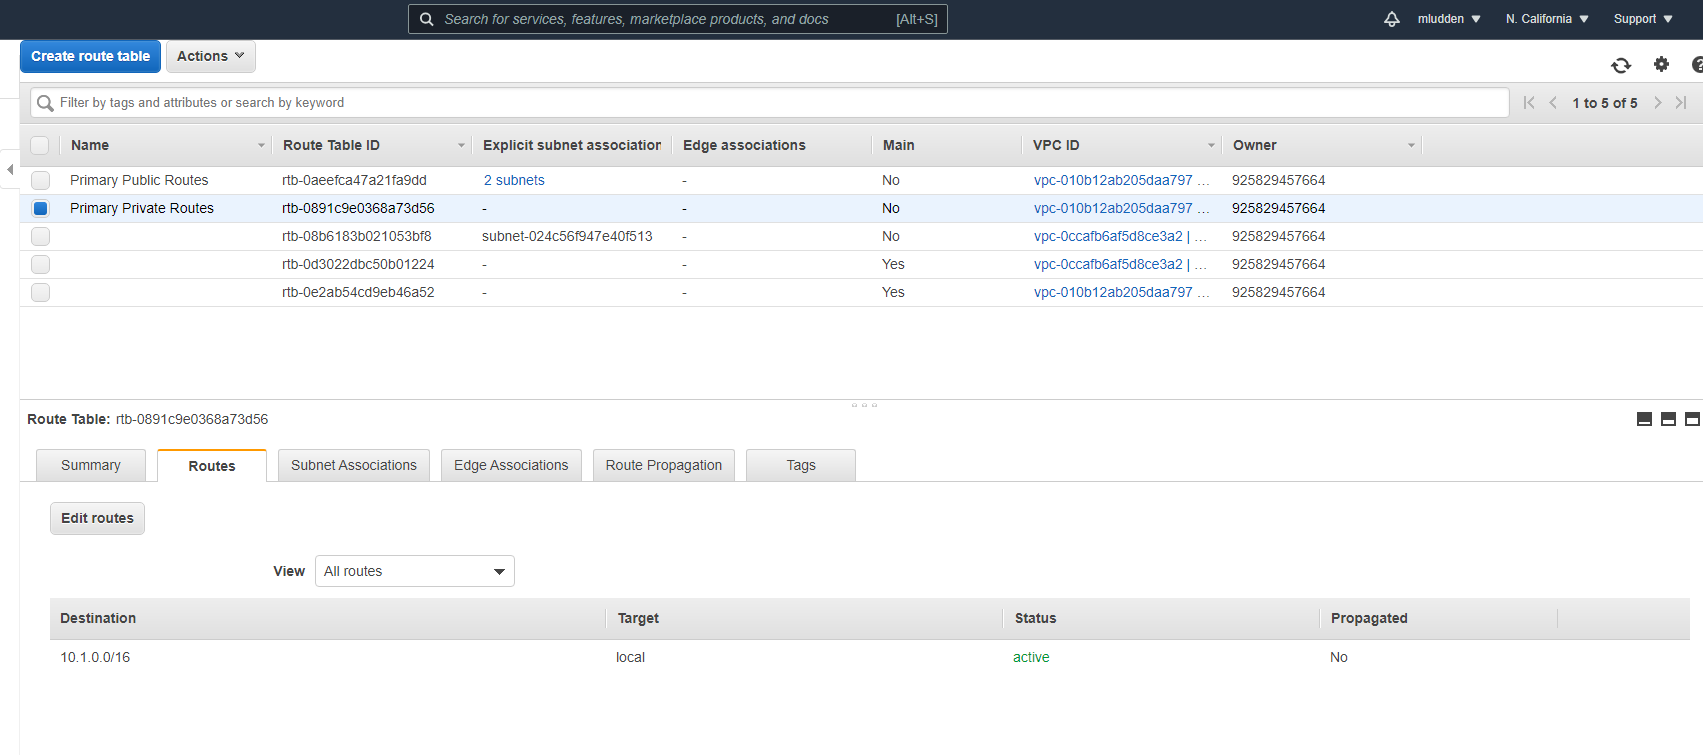 Search for services, features, marketplace products, and docs [Alt+S] mludden N. California Support
Create route table Actions
Filter by tags and attributes or search by keyword 1 to 5 of 5
Name Route Table ID Explicit subnet association Edge associations Main VPC ID Owner
Primary Public Routes rtb-0aeefca47a21fa9dd 2 subnets - No vpc-010b12ab205daa797 ... 925829457664
Primary Private Routes rtb-0891c9e0368a73d56 - - No vpc-010b12ab205daa797 ... 925829457664
rtb-08b6183b021053bf8 subnet-024c56f947e40f513 - No vpc-0ccafb6af5d8ce3a2 | ... 925829457664
rtb-0d3022dbc50b01224 - - Yes vpc-0ccafb6af5d8ce3a2 | ... 925829457664
rtb-0e2ab54cd9eb46a52 - - Yes vpc-010b12ab205daa797 ... 925829457664
Route Table: rtb-0891c9e0368a73d56
Summary Routes Subnet Associations Edge Associations Route Propagation Tags
Edit routes
View All routes
Destination Target Status Propagated
10.1.0.0/16 local active No